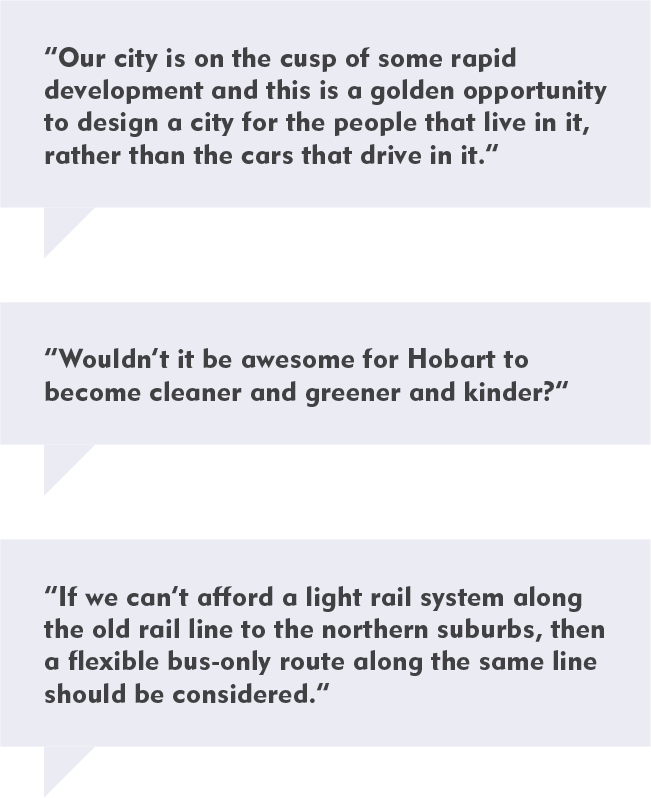 “Our city is on the cusp of some rapid
development and this is a golden opportunity
to design a city for the people that live in it,
rather than the cars that drive in it.“
“Wouldn’t it be awesome for Hobart to
become cleaner and greener and kinder?“
“If we can’t afford a light rail system along
the old rail line to the northern suburbs, then
a flexible bus-only route along the same line
should be considered.“